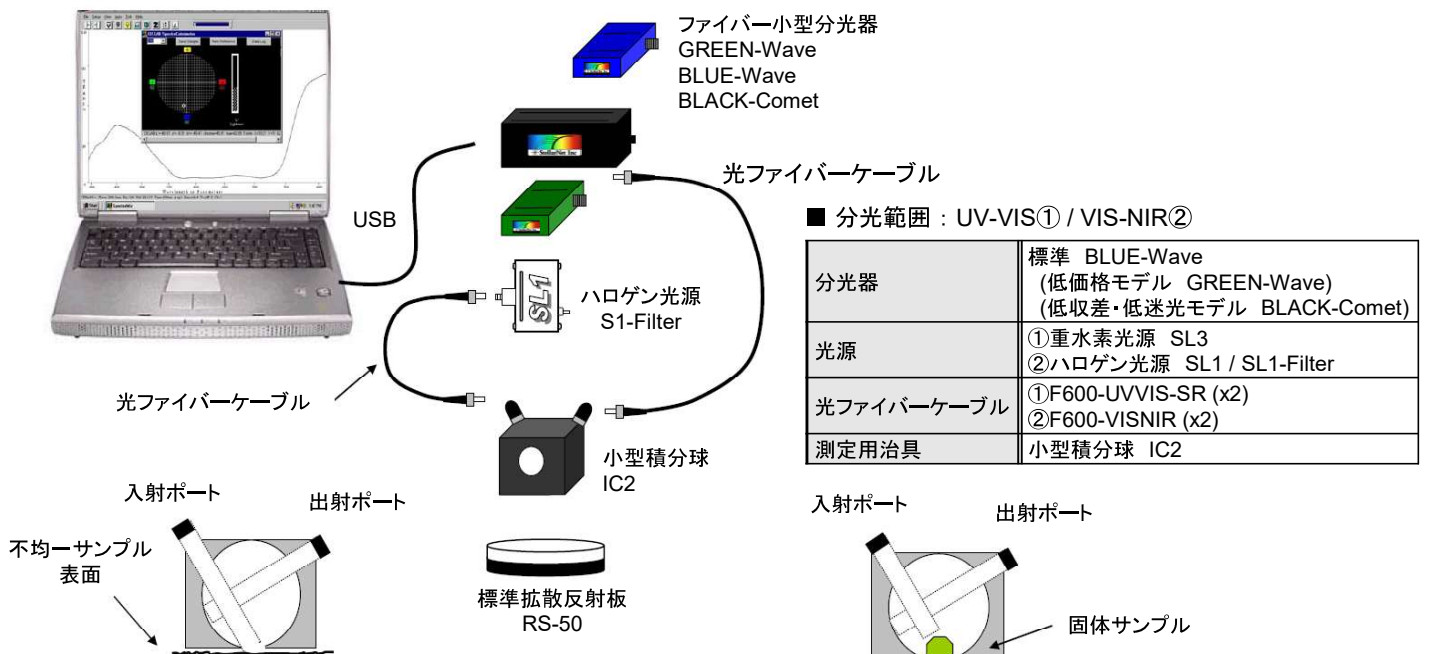 ファイバー小型分光器
GREEN-Wave
BLUE-Wave
BLACK-Comet
StellarNet Inc
光ファイバーケーブル
USB
ハロゲン光源
S1-Filter
SL1
光ファイバーケーブル
小型積分球
IC2
標準拡散反射板
RS-50
■ 分光範囲：UV-VIS① / VIS-NIR②
分光器
標準 BLUE-Wave
(低価格モデル GREEN-Wave)
(低収差・低迷光モデル BLACK-Comet)
光源
①重水素光源 SL3
②ハロゲン光源 SL1 / SL1-Filter
光ファイバーケーブル
①F600-UVVIS-SR (x2)
②F600-VISNIR (x2)
測定用治具
小型積分球 IC2
入射ポート
出射ポート
不均一サンプル
表面
入射ポート
出射ポート
固体サンプル